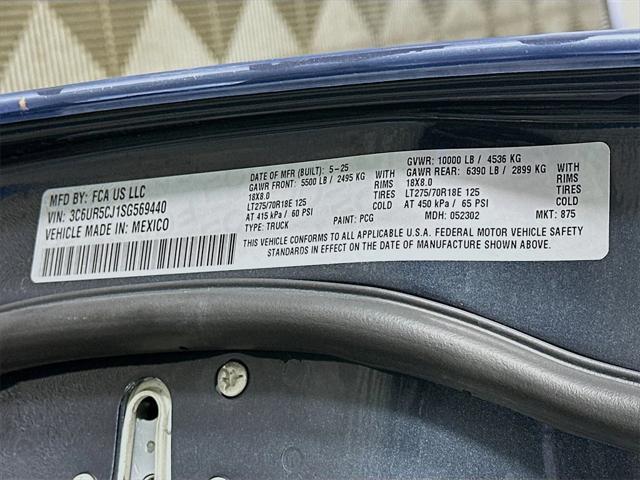 MFD BY: FCA US LLC
VIN: 3C6UR5CJ1SG569440
VEHICLE MADE IN: MEXICO
DATE OF MFR (BUILT): 5-25
GAWR FRONT: 5500 LB / 2495 KG WITH
18X8.0 RIMS
LT275/70R18E 125 TIRES
AT 415 kPa / 60 PSI COLD
TYPE: TRUCK PAINT: PCG
GVWR: 10000 LB / 4536 KG
GAWR REAR: 6390 LB / 2899 KG WITH
18X8.0 RIMS
LT275/70R18E 125 TIRES
AT 450 kPa / 65 PSI COLD
MDH: 052302 MKT: 875
THIS VEHICLE CONFORMS TO ALL APPLICABLE U.S.A. FEDERAL MOTOR VEHICLE SAFETY
STANDARDS IN EFFECT ON THE DATE OF MANUFACTURE SHOWN ABOVE.